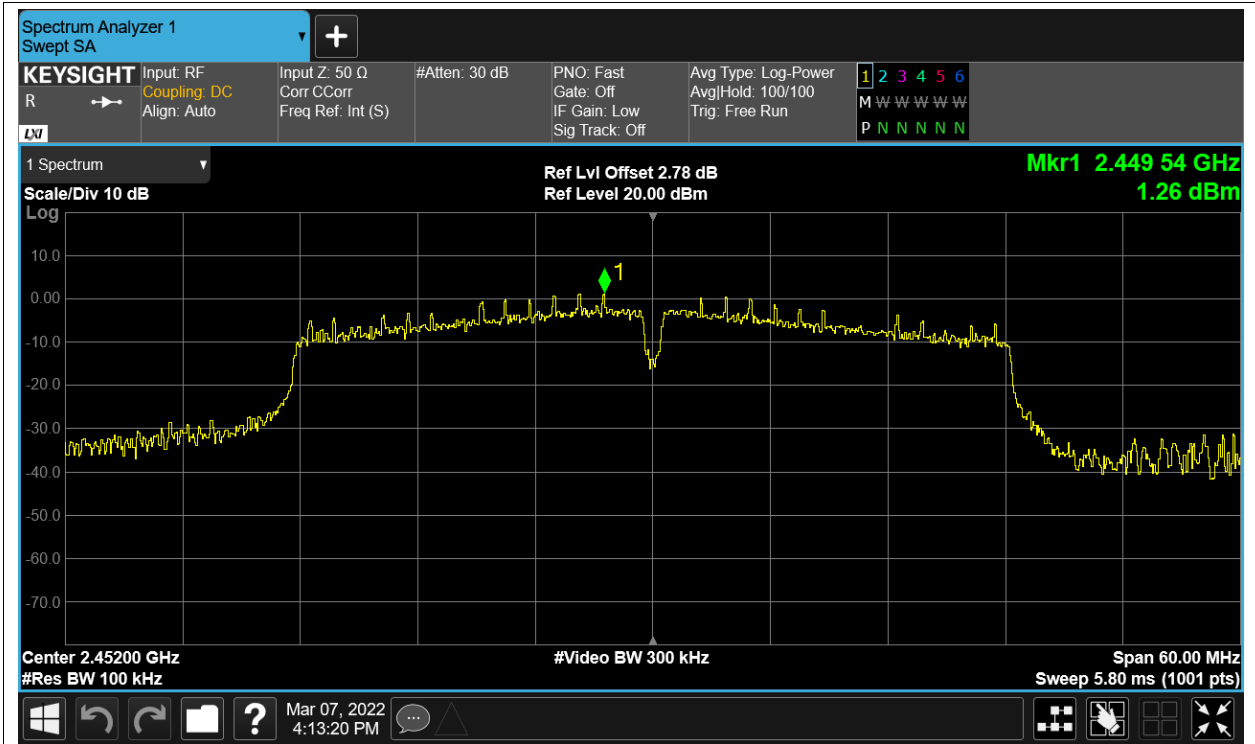 Spectrum Analyzer 1
Swept SA
KEYSIGHT
R
LXI
Input: RF
Coupling: DC
Align: Auto
Input Z: 50 Ω
Corr CCorr
Freq Ref: Int (S)
#Atten: 30 dB
PNO: Fast
Gate: Off
IF Gain: Low
Sig Track: Off
Avg Type: Log-Power
Avg|Hold: 100/100
Trig: Free Run
1 2 3 4 5 6
M W W W W W W
P N N N N N
1 Spectrum
Scale/Div 10 dB
Log
Ref Lvl Offset 2.78 dB
Ref Level 20.00 dBm
Mkr1 2.449 54 GHz
1.26 dBm
1
10.0
0.00
-10.0
-20.0
-30.0
-40.0
-50.0
-60.0
-70.0
Center 2.45200 GHz
#Res BW 100 kHz
#Video BW 300 kHz
Span 60.00 MHz
Sweep 5.80 ms (1001 pts)
?
Mar 07, 2022
4:13:20 PM